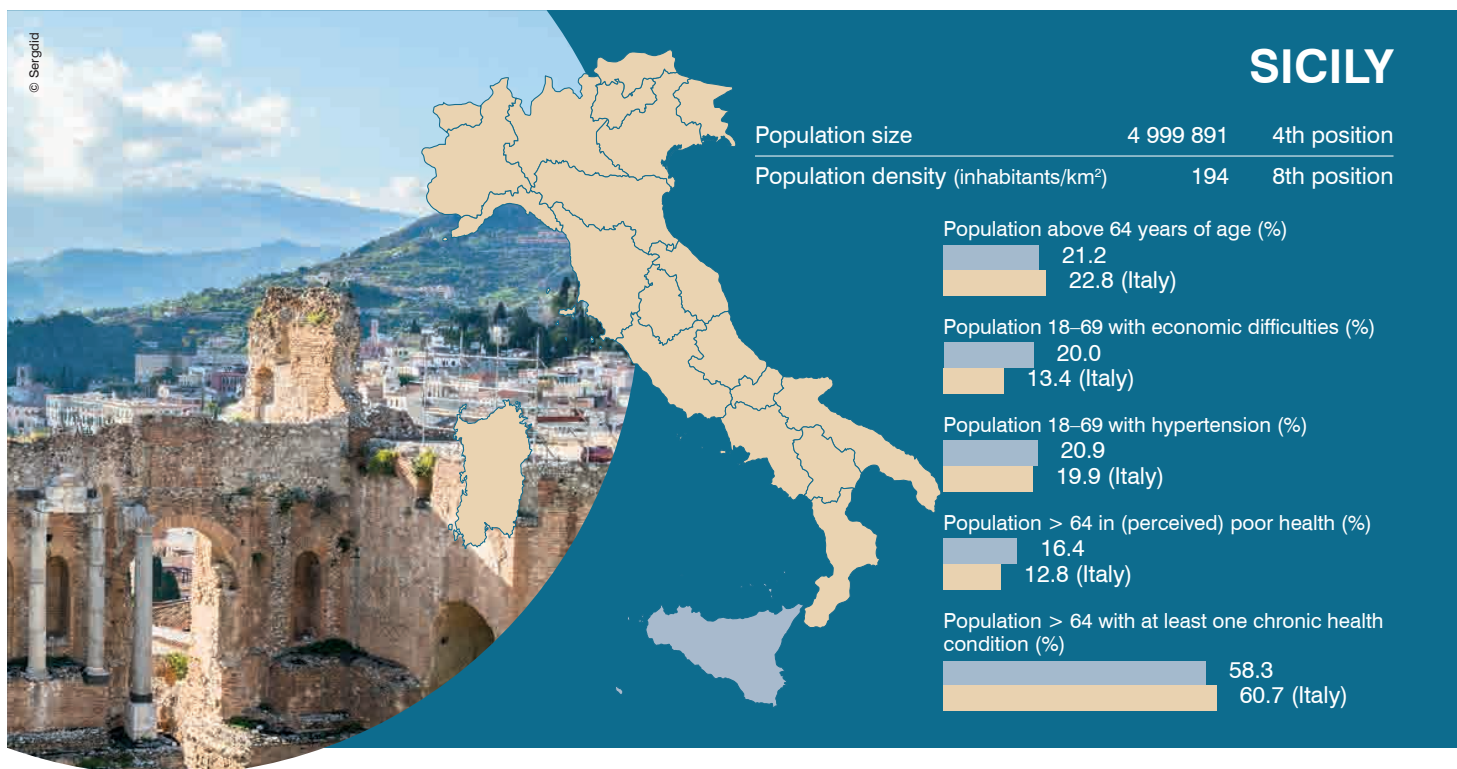 © Sergdid
SICILY
Population size 4 999 891 4th position
Population density (inhabitants/km²) 194 8th position
Population above 64 years of age (%)
21.2
22.8 (Italy)
Population 18–69 with economic difficulties (%)
20.0
13.4 (Italy)
Population 18–69 with hypertension (%)
20.9
19.9 (Italy)
Population > 64 in (perceived) poor health (%)
16.4
12.8 (Italy)
Population > 64 with at least one chronic health
condition (%)
58.3
60.7 (Italy)